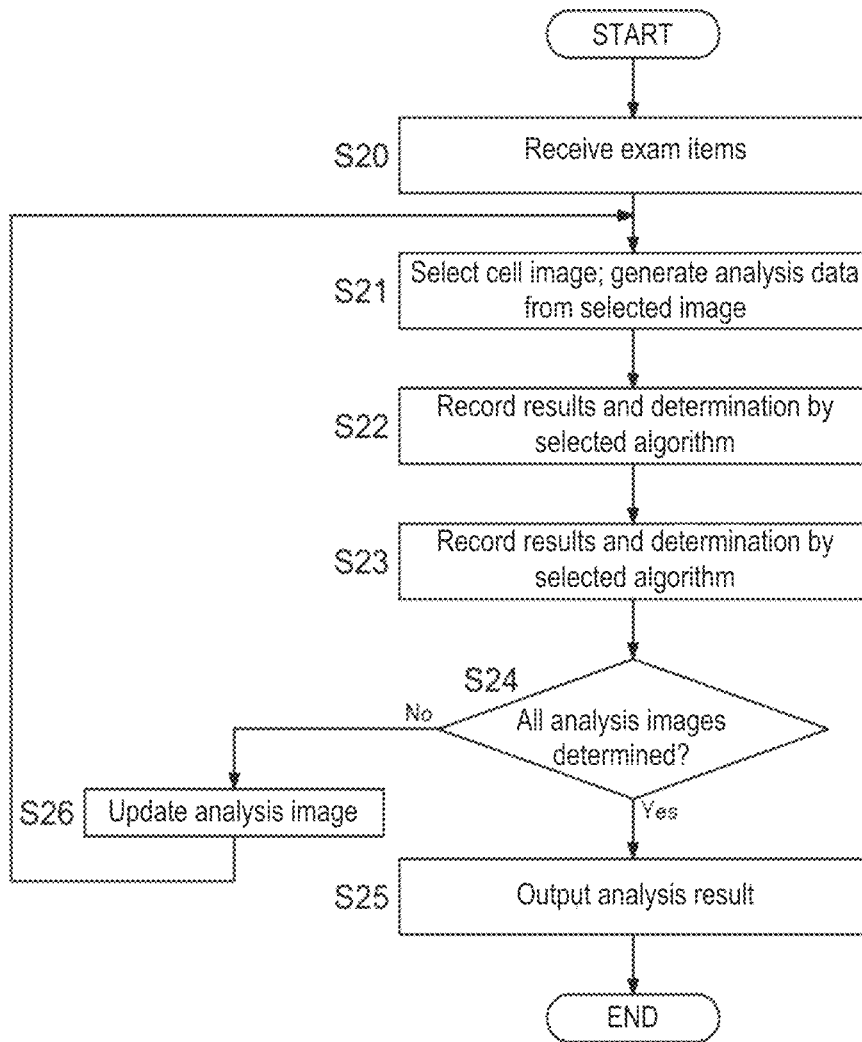 START
S20
Receive exam items
S21
Select cell image; generate analysis data
from selected image
S22
Record results and determination by
selected algorithm
S23
Record results and determination by
selected algorithm
S24
No
All analysis images
determined?
S26
Update analysis image
Yes
S25
Output analysis result
END